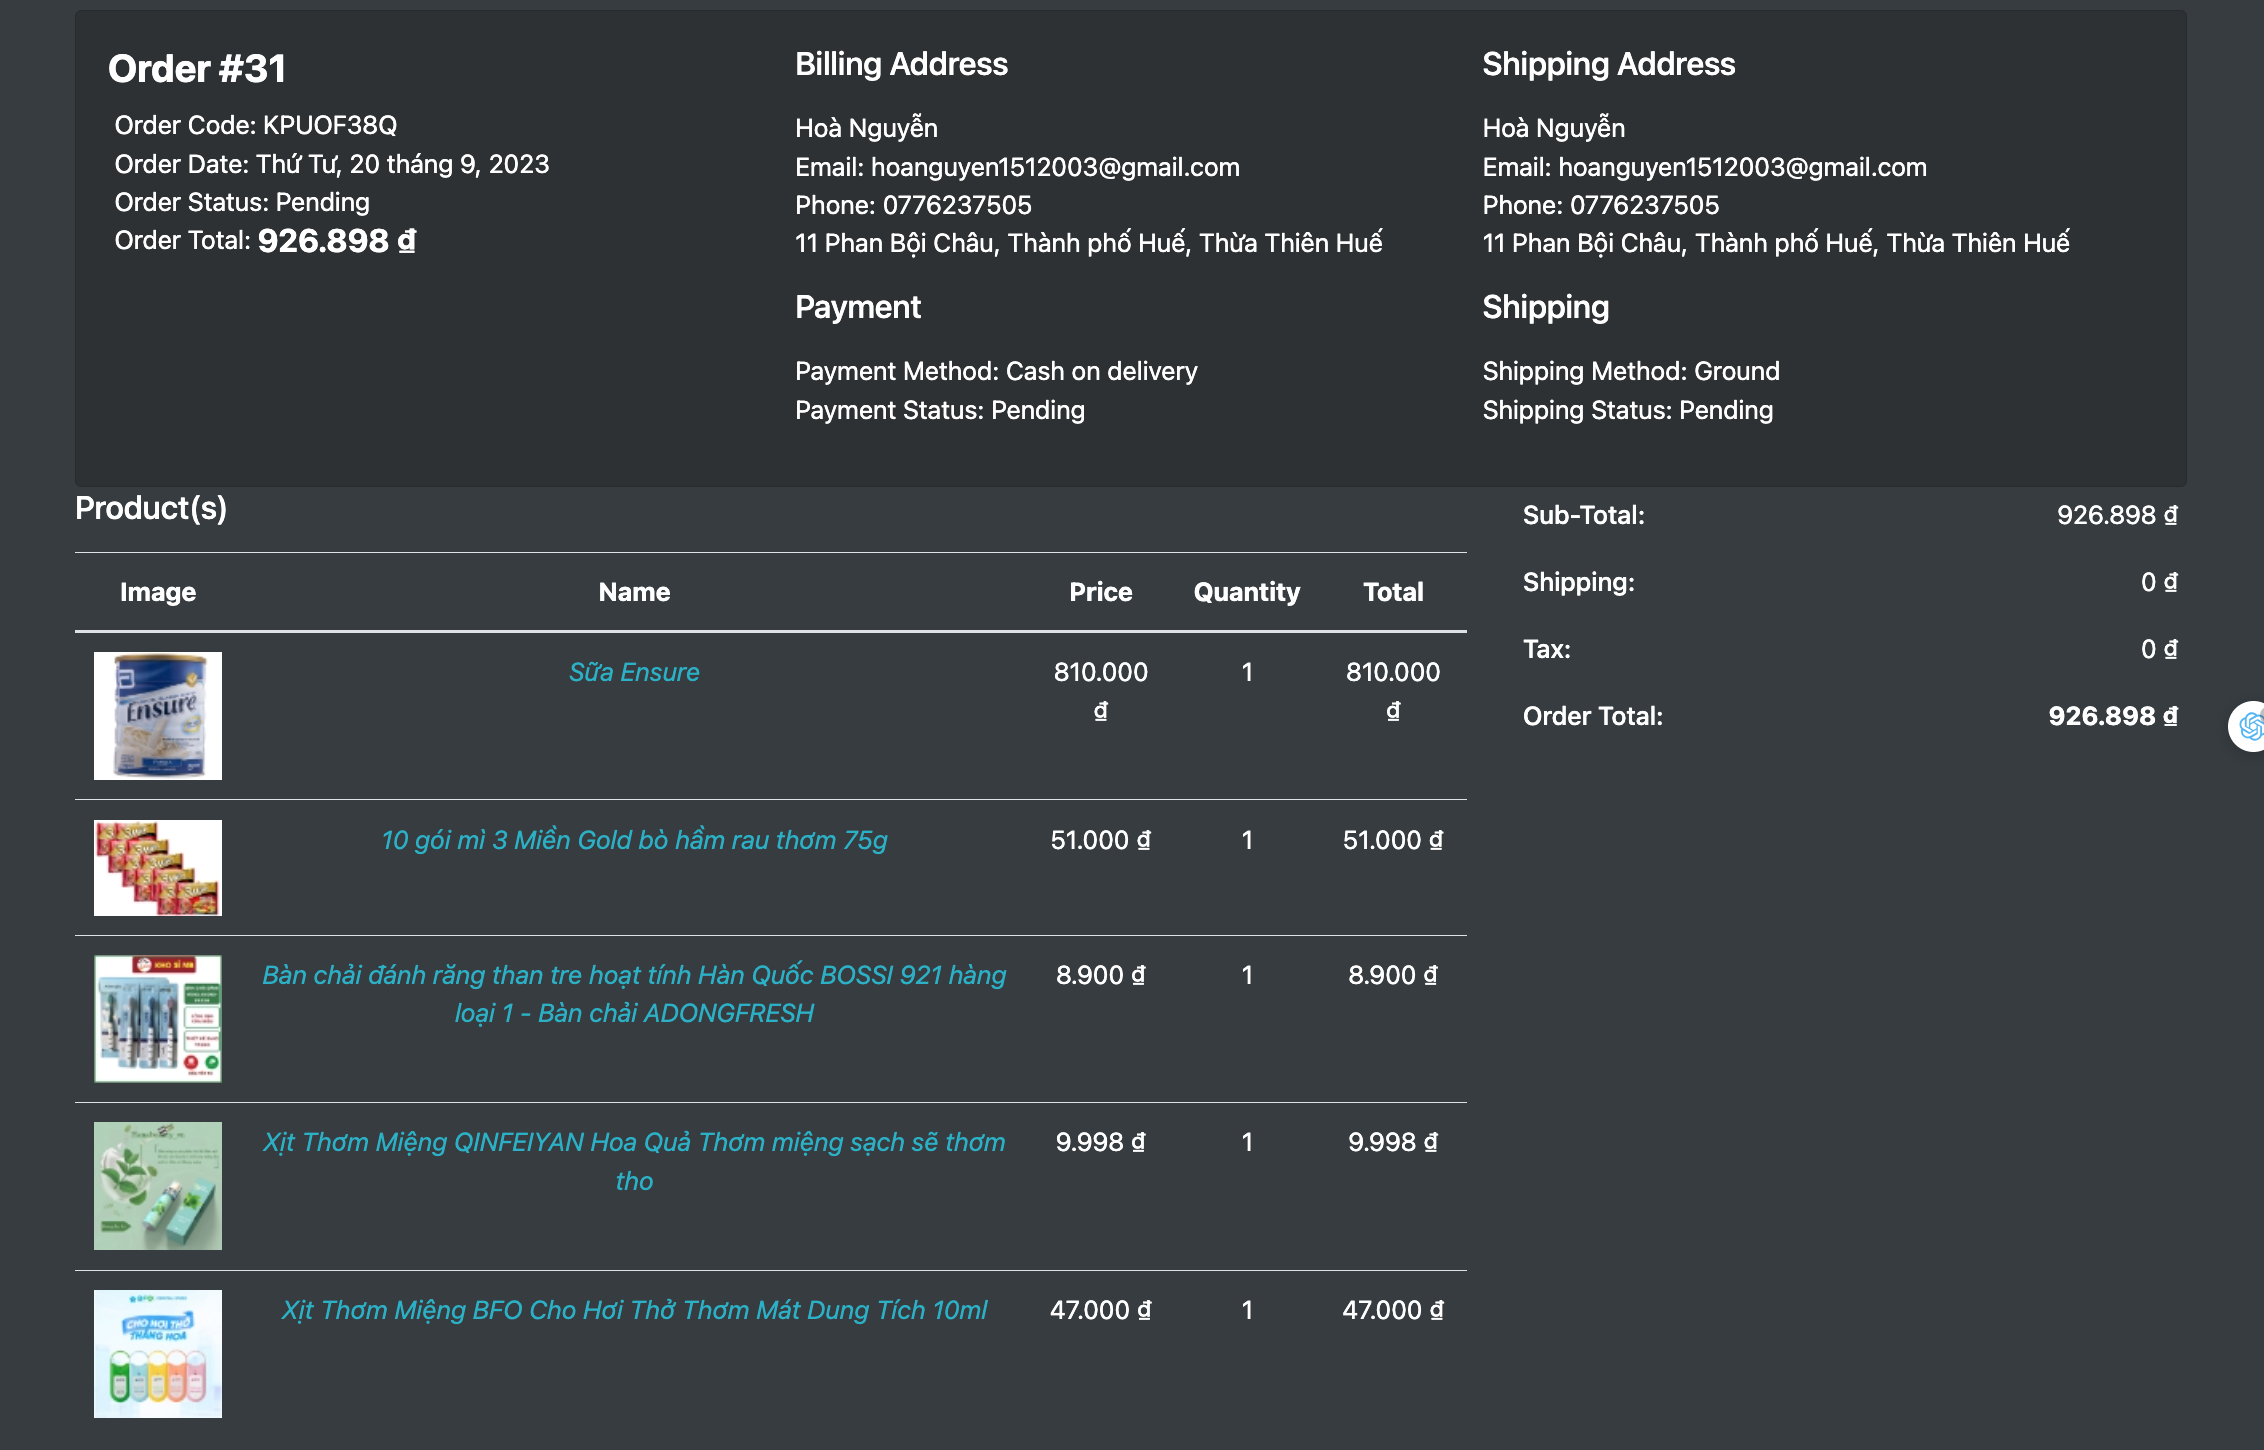 Order #31
Order Code: KPUOF38Q
Order Date: Thứ Tư, 20 tháng 9, 2023
Order Status: Pending
Order Total: 926.898 ₫
Billing Address
Hoà Nguyễn
Email: hoanguyen1512003@gmail.com
Phone: 0776237505
11 Phan Bội Châu, Thành phố Huế, Thừa Thiên Huế
Payment
Payment Method: Cash on delivery
Payment Status: Pending
Shipping Address
Hoà Nguyễn
Email: hoanguyen1512003@gmail.com
Phone: 0776237505
11 Phan Bội Châu, Thành phố Huế, Thừa Thiên Huế
Shipping
Shipping Method: Ground
Shipping Status: Pending
Product(s)
Image Name Price Quantity Total
Ensure
Sữa Ensure 810.000 ₫ 1 810.000 ₫
10 gói mì 3 Miền Gold bò hầm rau thơm 75g 51.000 ₫ 1 51.000 ₫
KHO SỈ MB
Bàn chải đánh răng than tre hoạt tính Hàn Quốc BOSSI 921 hàng
loại 1 - Bàn chải ADONGFRESH
8.900 ₫ 1 8.900 ₫
Xịt Thơm Miệng QINFEIYAN Hoa Quả Thơm miệng sạch sẽ thơm
tho
9.998 ₫ 1 9.998 ₫
CHO HƠI THỞ
THĂNG HOA
Xịt Thơm Miệng BFO Cho Hơi Thở Thơm Mát Dung Tích 10ml 47.000 ₫ 1 47.000 ₫
Sub-Total: 926.898 ₫
Shipping: 0 ₫
Tax: 0 ₫
Order Total: 926.898 ₫